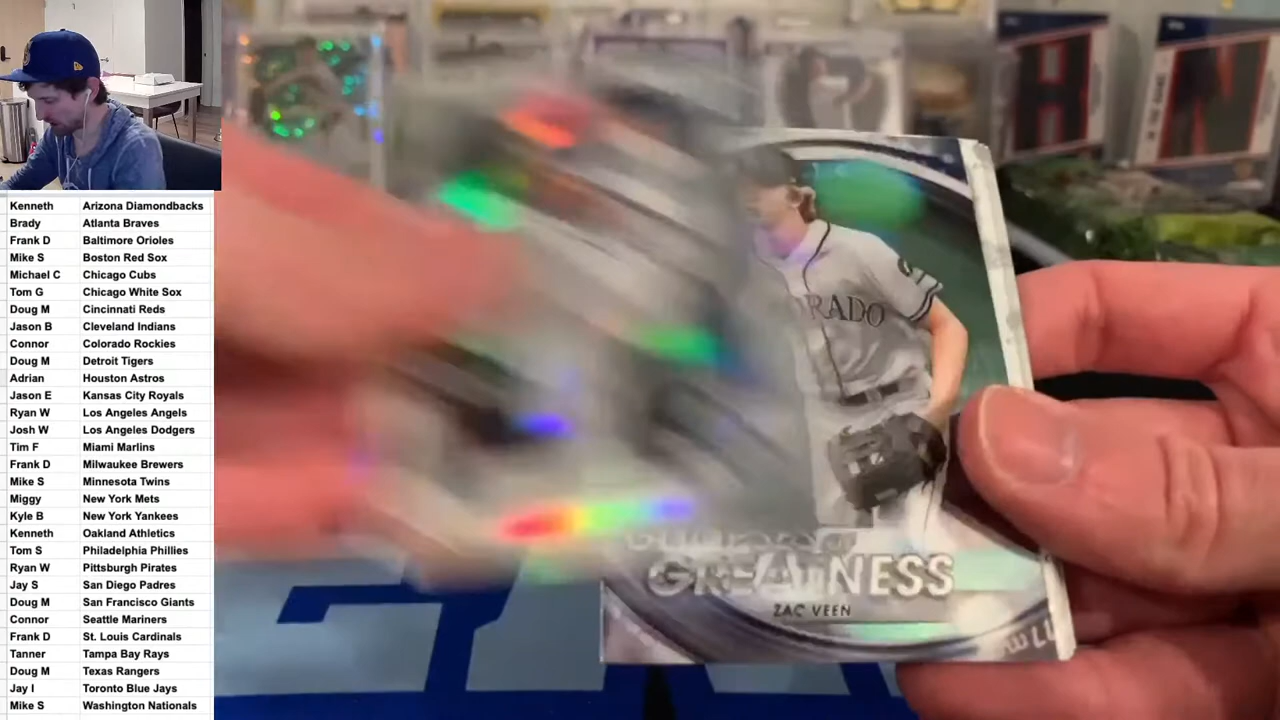 Kenneth Arizona Diamondbacks
Brady Atlanta Braves
Frank D Baltimore Orioles
Mike S Boston Red Sox
Michael C Chicago Cubs
Tom G Chicago White Sox
Doug M Cincinnati Reds
Jason B Cleveland Indians
Connor Colorado Rockies
Doug M Detroit Tigers
Adrian Houston Astros
Jason E Kansas City Royals
Ryan W Los Angeles Angels
Josh W Los Angeles Dodgers
Tim F Miami Marlins
Frank D Milwaukee Brewers
Mike S Minnesota Twins
Miggy New York Mets
Kyle B New York Yankees
Kenneth Oakland Athletics
Tom S Philadelphia Phillies
Ryan W Pittsburgh Pirates
Jay S San Diego Padres
Doug M San Francisco Giants
Connor Seattle Mariners
Frank D St. Louis Cardinals
Tanner Tampa Bay Rays
Doug M Texas Rangers
Jay I Toronto Blue Jays
Mike S Washington Nationals
ORADO
GREATNESS
ZAC VEEN